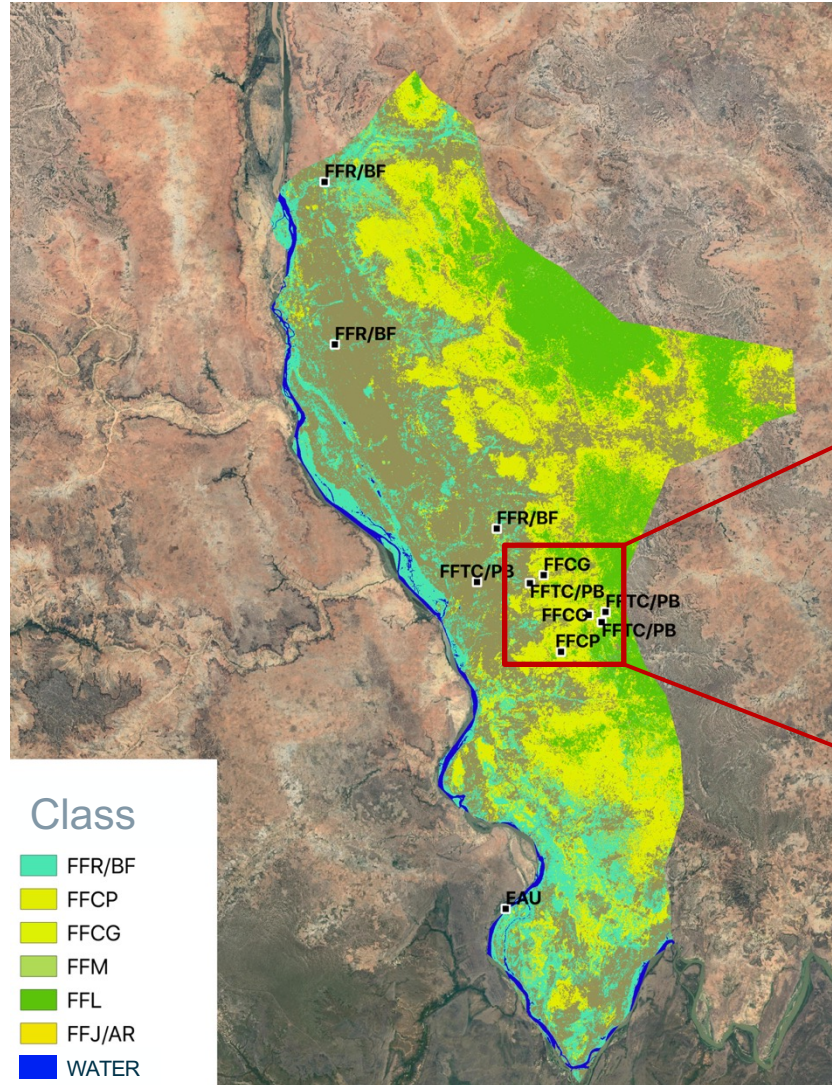 FFR/BF
FFR/BF
FFR/BF
FFCG
FFTC/PB
FFTC/PB
FFTC/PB
FFCG
FFTC/PB
FFCP
EAU
Class
FFR/BF
FFCP
FFCG
FFM
FFL
FFJ/AR
WATER